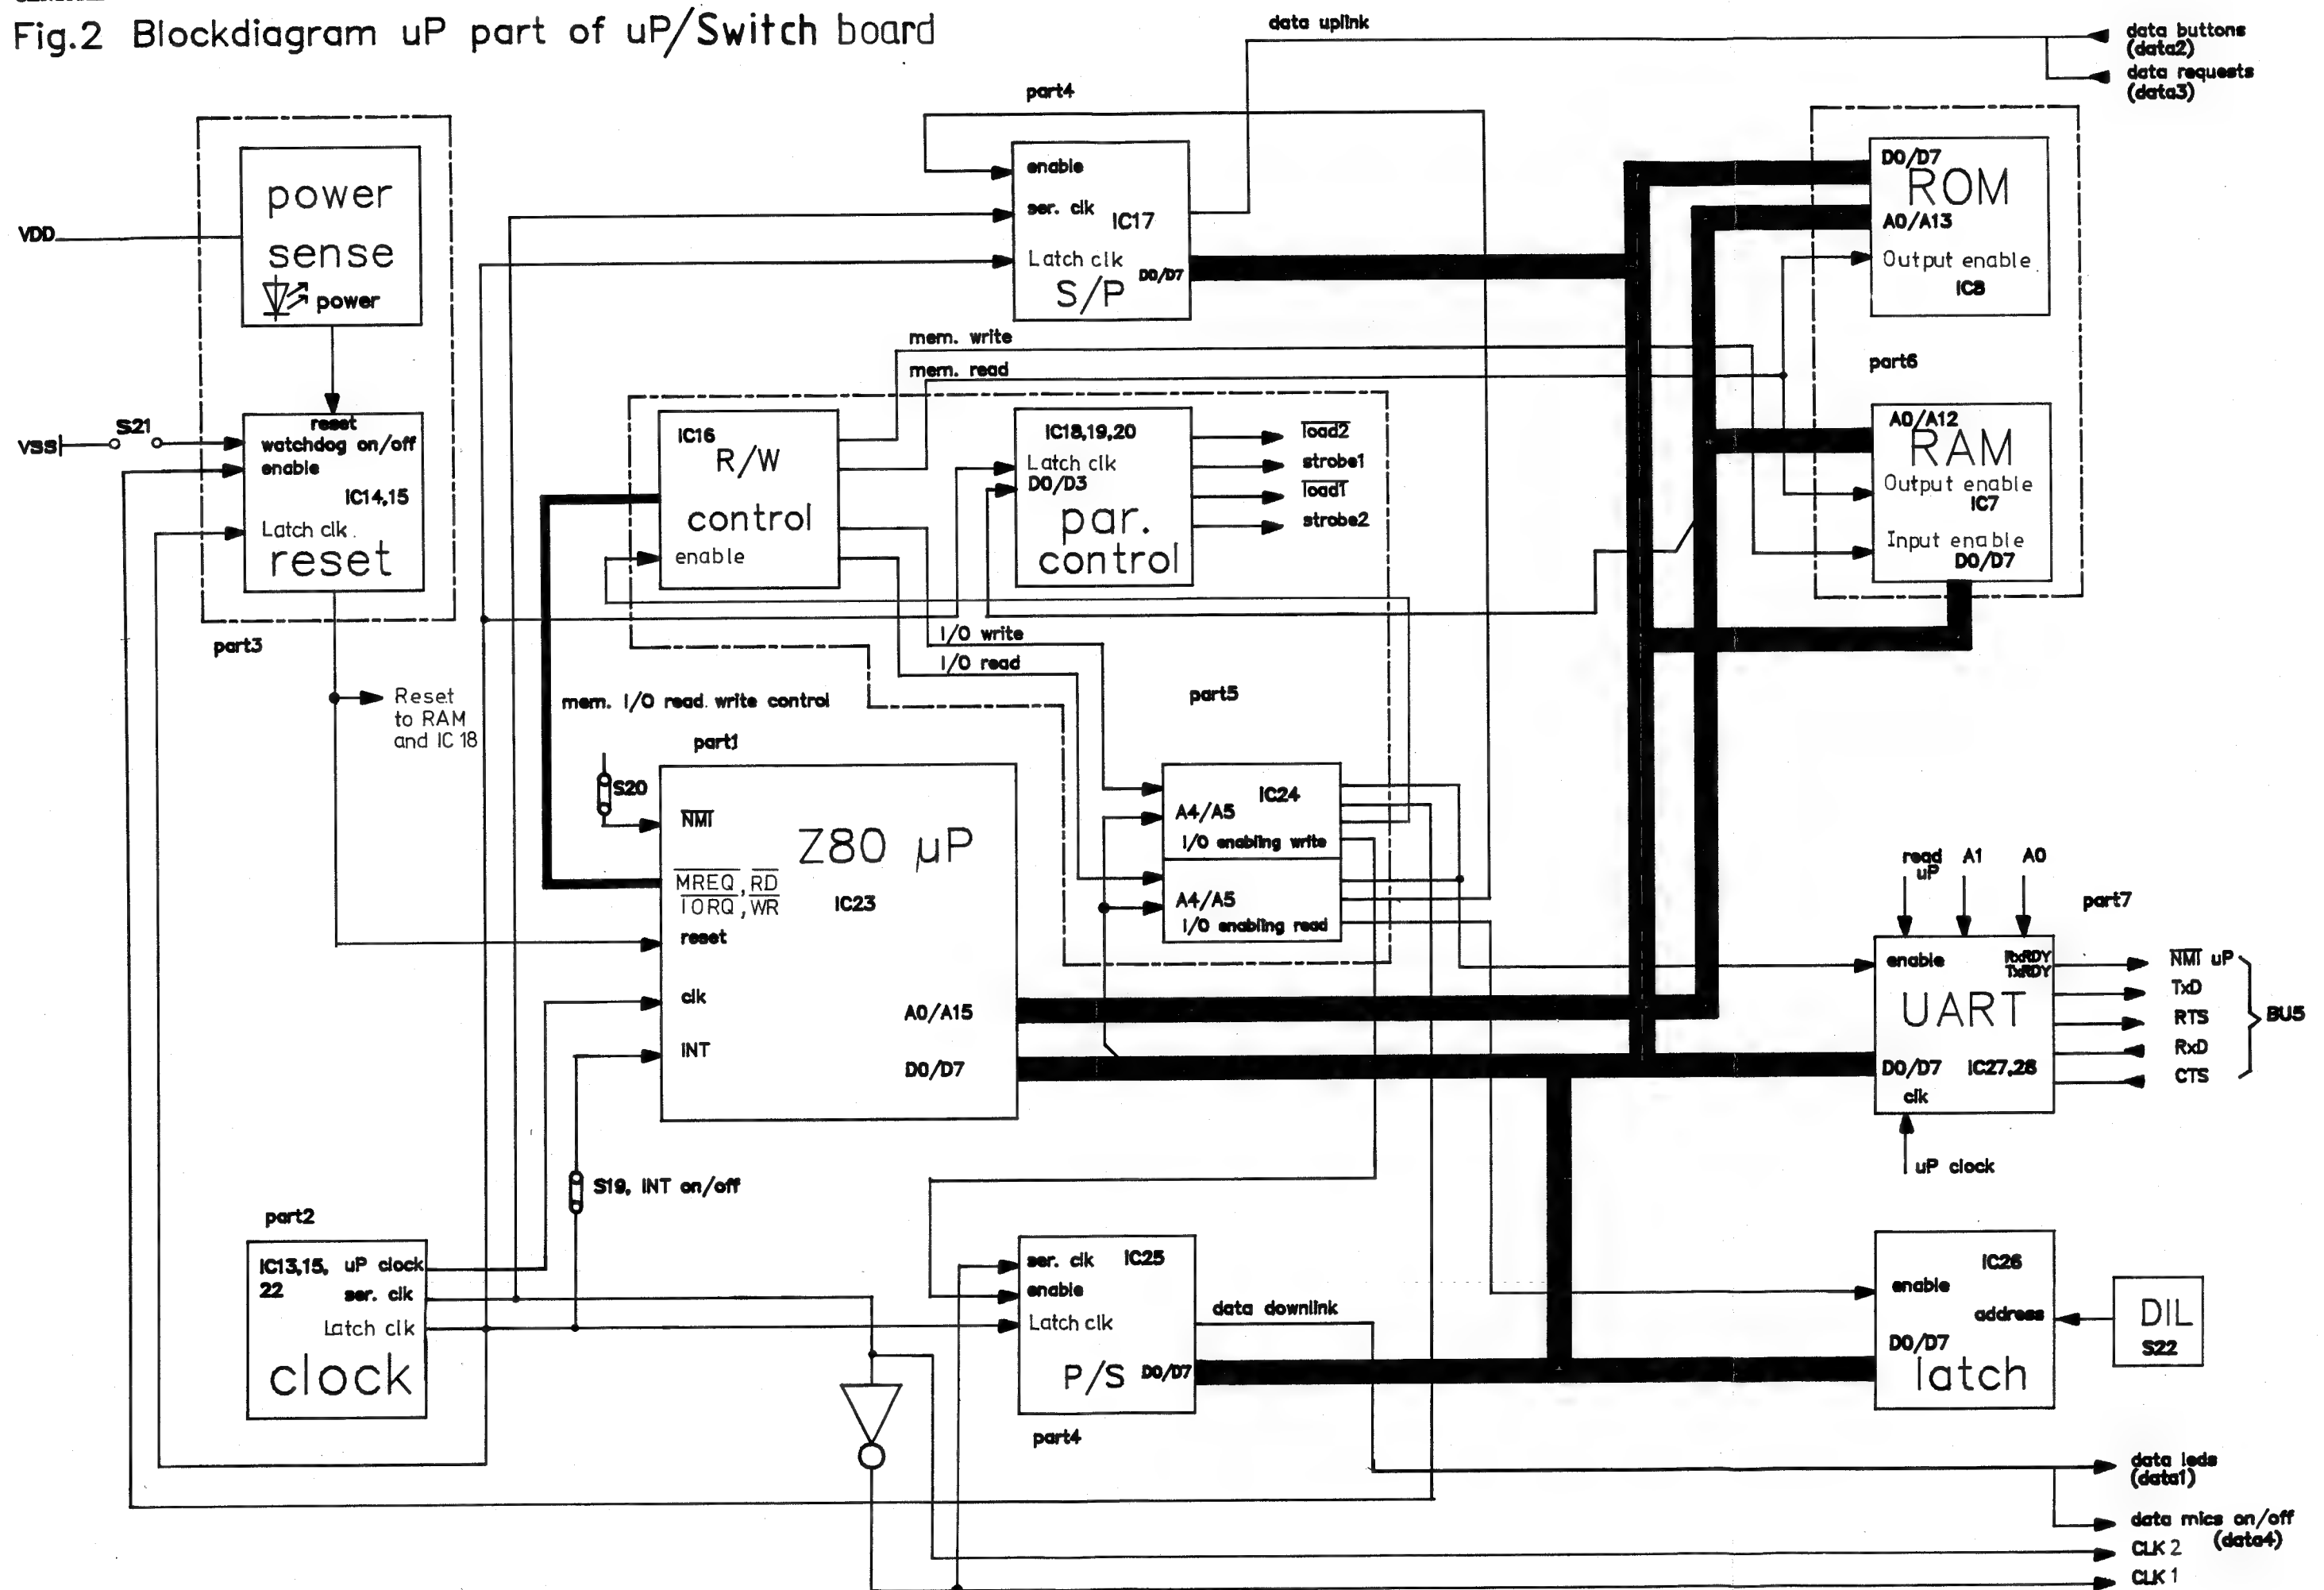 Fig.2 Blockdiagram uP part of uP/Switch board
data uplink
data buttons
(data2)
data requests
(data3)
part4
power
sense
power
VDD
enable
ser. clk
IC17
Latch clk
D0/D7
S/P
D0/D7
ROM
A0/A13
Output enable
IC8
part6
mem. write
mem. read
VSS
S21
reset
watchdog on/off
enable
IC14,15
Latch clk.
reset
part3
IC16
R/W
control
enable
IC18,19,20
Latch clk
D0/D3
par.
control
load2
strobe1
load1
strobe2
A0/A12
RAM
Output enable
IC7
Input enable
D0/D7
I/O write
I/O read
Reset
to RAM
and IC 18
mem. I/O read. write control
part5
part1
S20
NMI
Z80 µP
MREQ, RD
IORQ, WR
IC23
reset
clk
A0/A15
INT
D0/D7
IC24
A4/A5
I/O enabling write
A4/A5
I/O enabling read
read
uP
A1
A0
part7
enable
RxRDY
TxRDY
UART
D0/D7
IC27,28
clk
uP clock
NMI uP
TxD
RTS
RxD
CTS
BU5
S19, INT on/off
part2
IC13,15,
22
uP clock
ser. clk
Latch clk
clock
ser. clk
IC25
enable
Latch clk
P/S
D0/D7
part4
data downlink
IC26
enable
address
D0/D7
latch
DIL
S22
data leds
(data1)
data mics on/off
(data4)
CLK 2
CLK 1